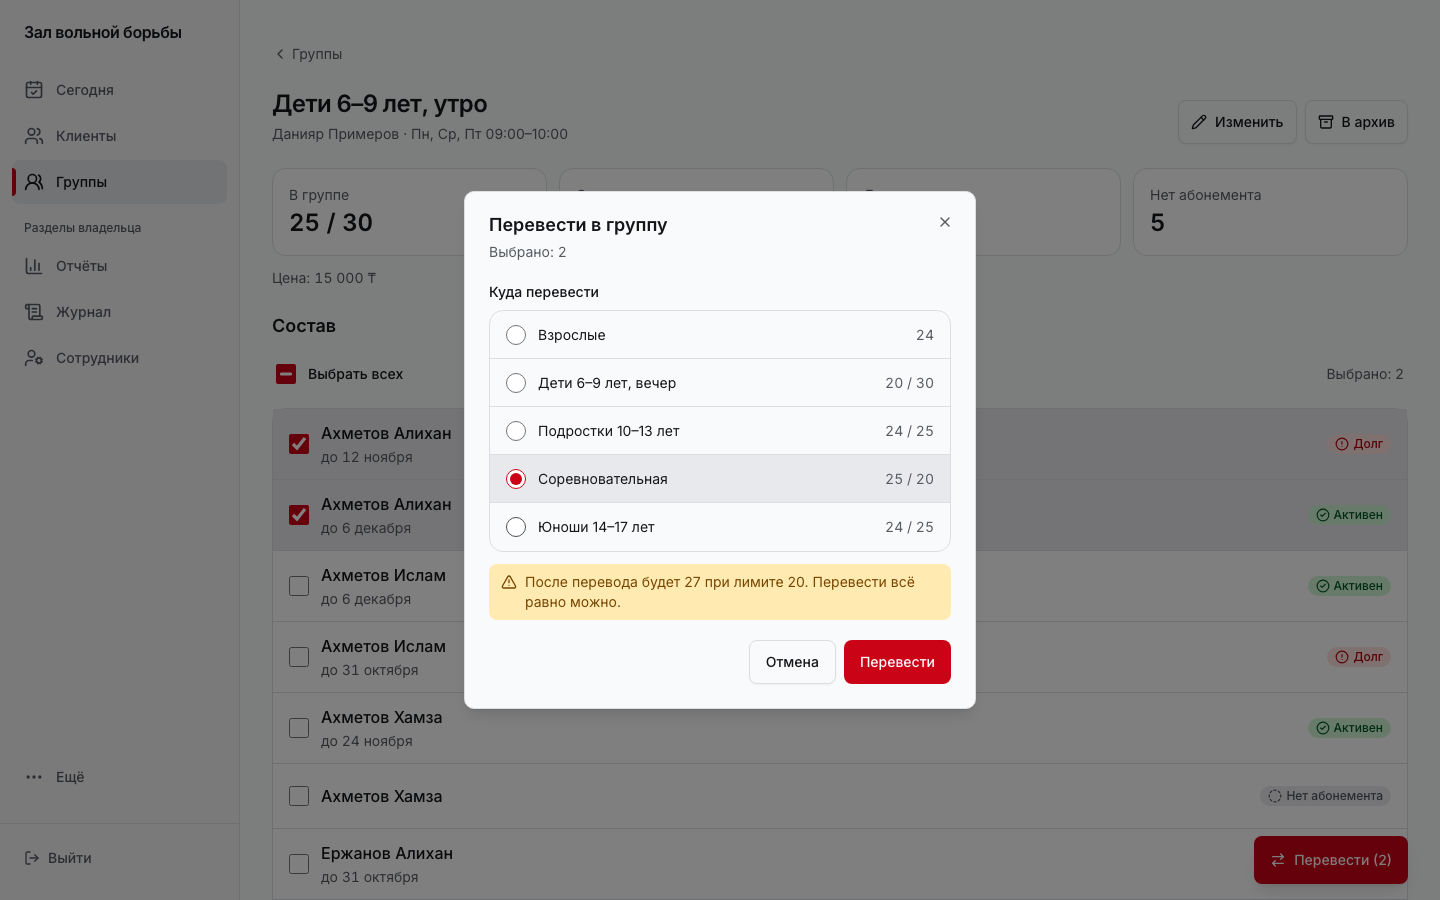 Зал вольной борьбы
Сегодня
Клиенты
Группы
Разделы владельца
Отчёты
Журнал
Сотрудники
Ещё
Выйти
Группы
Дети 6–9 лет, утро
Данияр Примеров · Пн, Ср, Пт 09:00–10:00
Изменить
В архив
В группе
25 / 30
Нет абонемента
5
Цена: 15 000 ₸
Состав
Выбрать всех
Выбрано: 2
Ахметов Алихан
до 12 ноября
Долг
Ахметов Алихан
до 6 декабря
Активен
Ахметов Ислам
до 6 декабря
Активен
Ахметов Ислам
до 31 октября
Долг
Ахметов Хамза
до 24 ноября
Активен
Ахметов Хамза
Нет абонемента
Ержанов Алихан
до 31 октября
Перевести (2)
Перевести в группу
Выбрано: 2
Куда перевести
Взрослые 24
Дети 6–9 лет, вечер 20 / 30
Подростки 10–13 лет 24 / 25
Соревновательная 25 / 20
Юноши 14–17 лет 24 / 25
После перевода будет 27 при лимите 20. Перевести всё
равно можно.
Отмена
Перевести